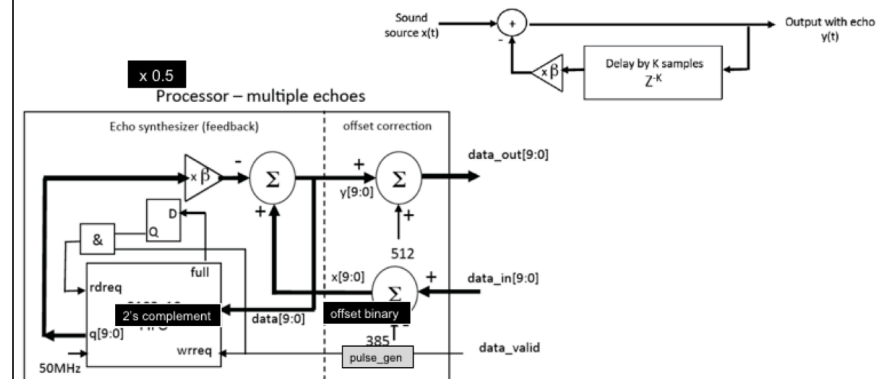 Sound
source x(t)
+
-
Output with echo
y(t)
x β
Delay by K samples
Z-K
x 0.5
Processor – multiple echoes
Echo synthesizer (feedback)
offset correction
data_out[9:0]
x β
-
Σ
+
+
y[9:0]
Σ
+
D
Q
&
full
512
x[9:0]
+
data_in[9:0]
Σ
rdreq
2's complement
data[9:0]
offset binary
-
q[9:0]
385
wrreq
pulse_gen
data_valid
50MHz